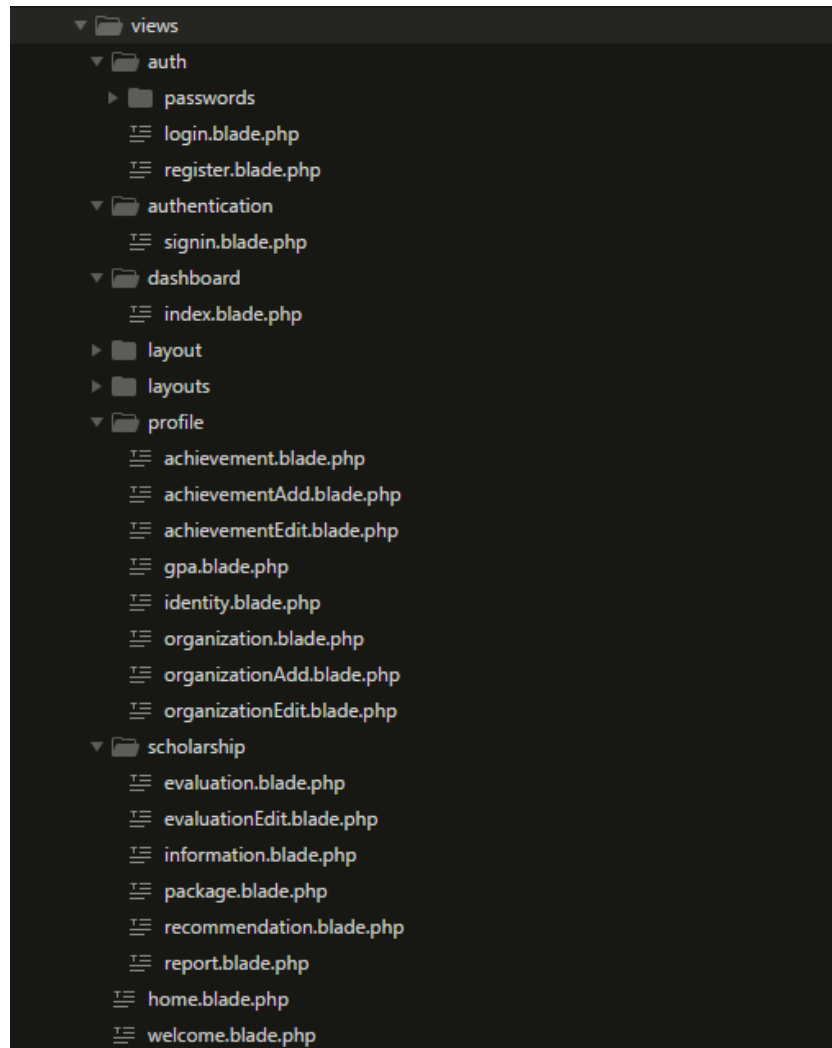 views
auth
passwords
login.blade.php
register.blade.php
authentication
signin.blade.php
dashboard
index.blade.php
layout
layouts
profile
achievement.blade.php
achievementAdd.blade.php
achievementEdit.blade.php
gpa.blade.php
identity.blade.php
organization.blade.php
organizationAdd.blade.php
organizationEdit.blade.php
scholarship
evaluation.blade.php
evaluationEdit.blade.php
information.blade.php
package.blade.php
recommendation.blade.php
report.blade.php
home.blade.php
welcome.blade.php